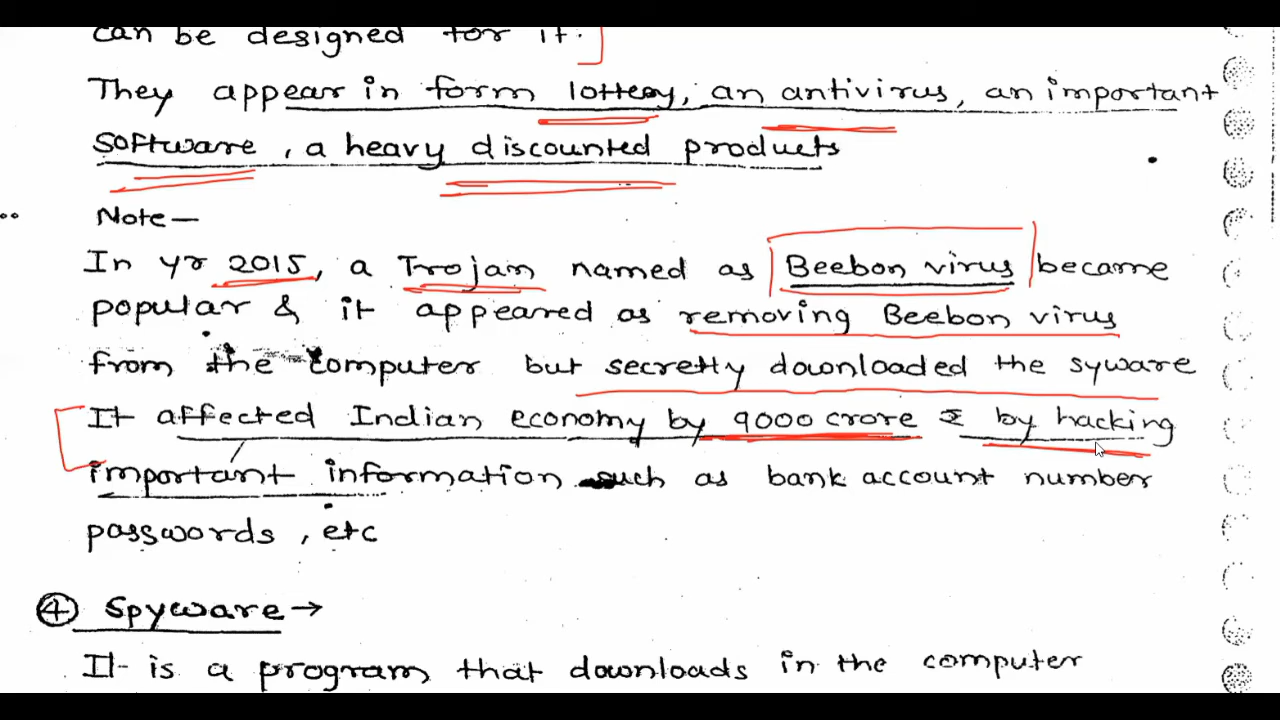 can be designed for it.
They appear in form lottery, an antivirus, an important
software, a heavy discounted products
Note—
In yr 2015, a Trojan named as Beebon virus became
popular & it appeared as removing Beebon virus
from the computer but secretly downloaded the syware
It affected Indian economy by 9000 crore ₹ by hacking
important information such as bank account number
passwords, etc
④ Spyware →
It is a program that downloads in the computer